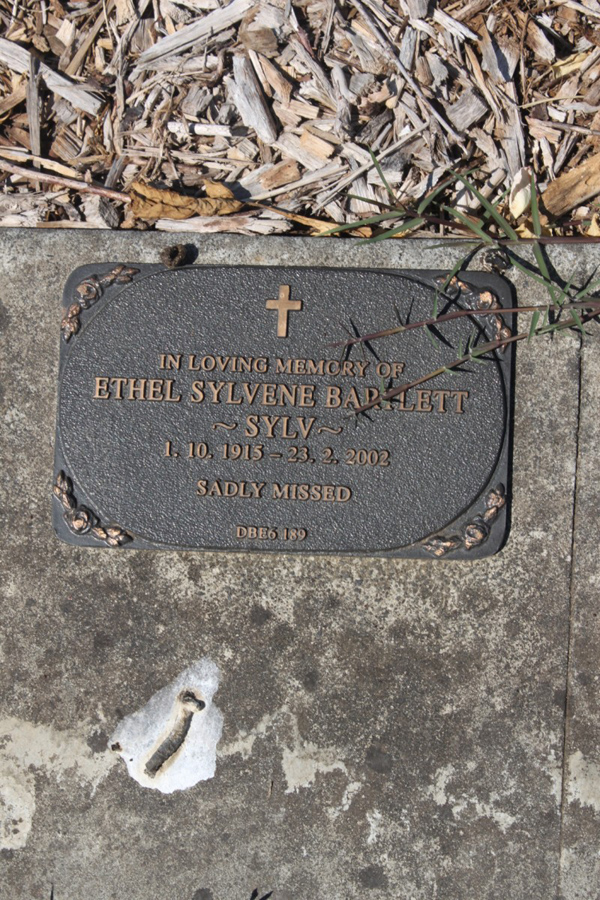 IN LOVING MEMORY OF
ETHEL SYLVENE BARTLETT
~ SYLV ~
1. 10. 1915 – 23. 2. 2002
SADLY MISSED
DBE6 189